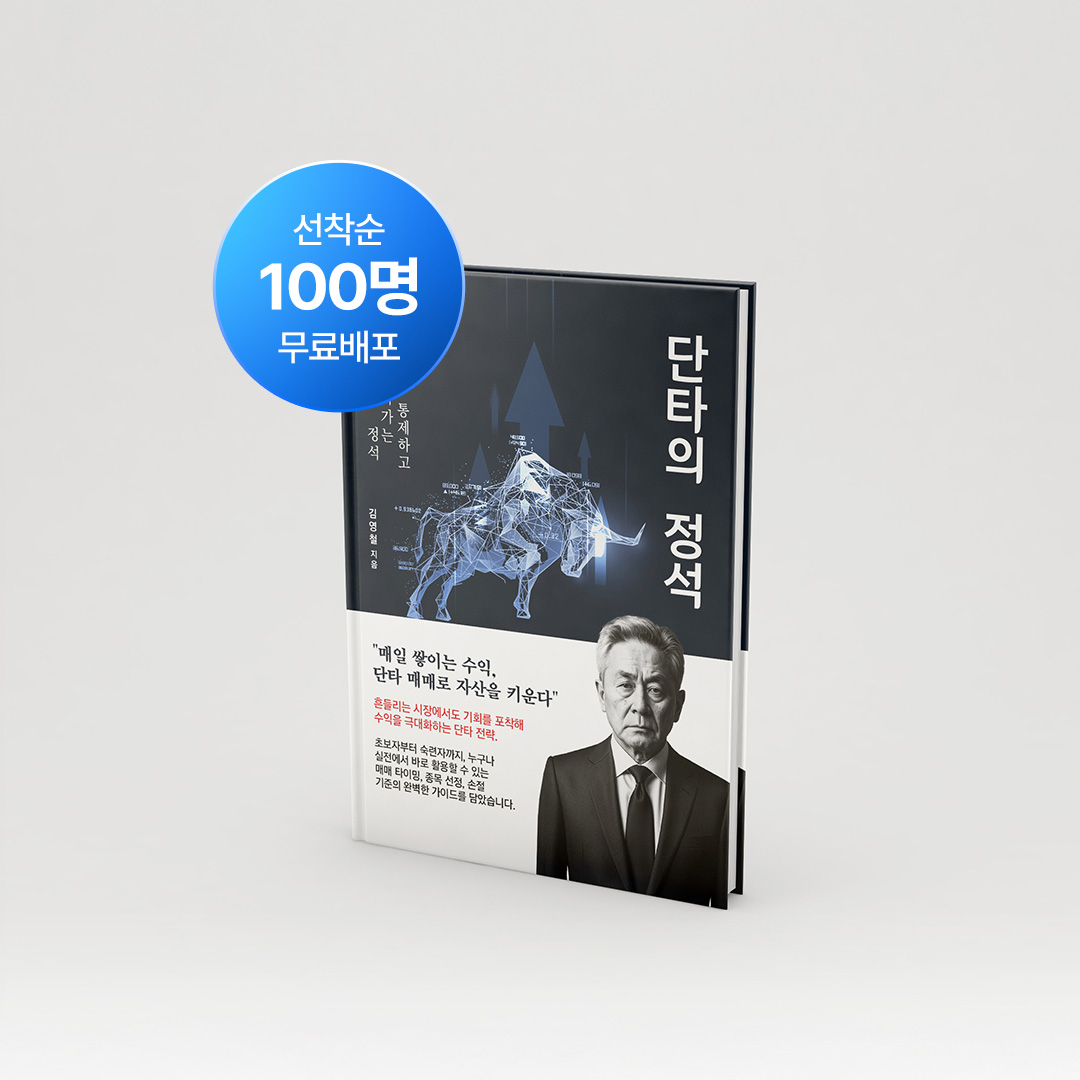 선착순
100명
무료배포
단타의 정석
통제하고
가는
정석
김영철 지음
"매일 쌓이는 수익,
단타 매매로 자산을 키운다"
흔들리는 시장에서도 기회를 포착해
수익을 극대화하는 단타 전략.
초보자부터 숙련자까지, 누구나
실전에서 바로 활용할 수 있는
매매 타이밍, 종목 선정, 손절
기준의 완벽한 가이드를 담았습니다.